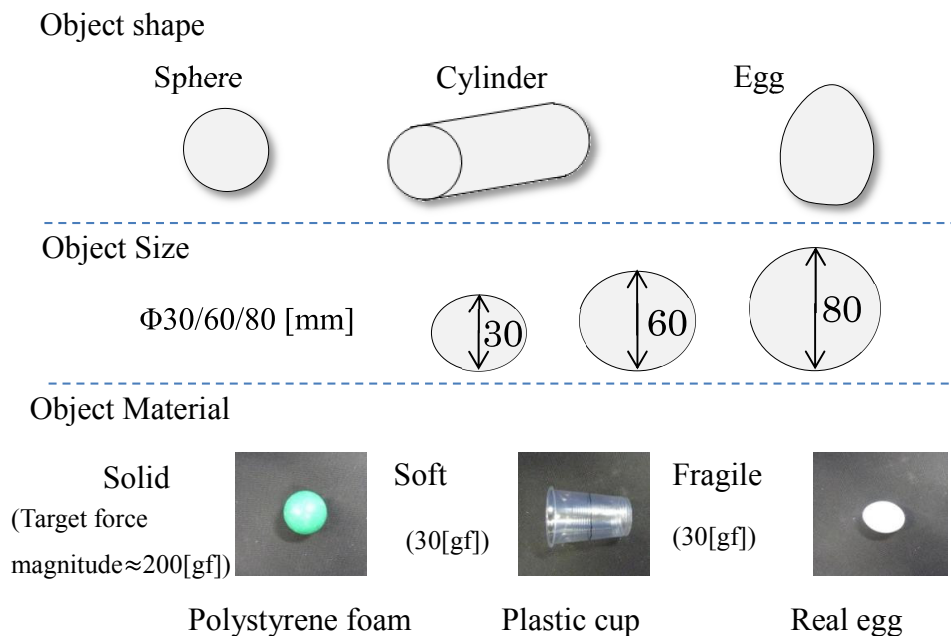 Object shape
Sphere
Cylinder
Egg
Object Size
Φ30/60/80 [mm]
30
60
80
Object Material
Solid
(Target force
magnitude≈200[gf])
Soft
(30[gf])
Fragile
(30[gf])
Polystyrene foam
Plastic cup
Real egg